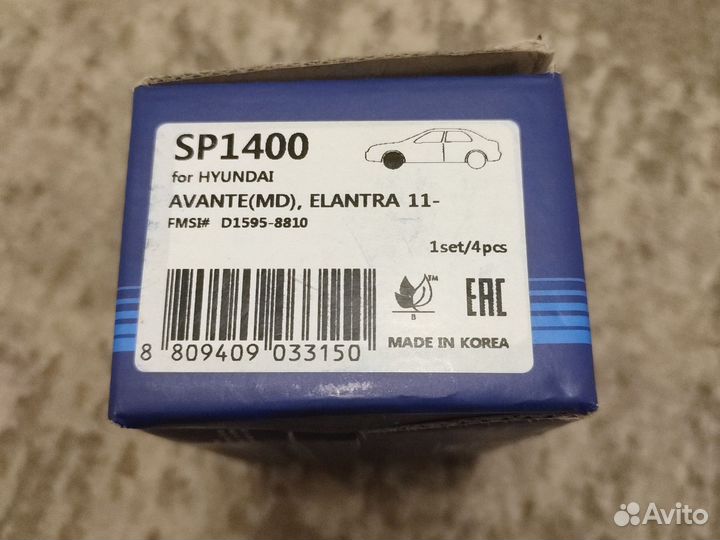 SP1400
for HYUNDAI
AVANTE(MD), ELANTRA 11-
FMSI# D1595-8810
1set/4pcs
TM
B
EAC
MADE IN KOREA
8 809409 033150
Avito